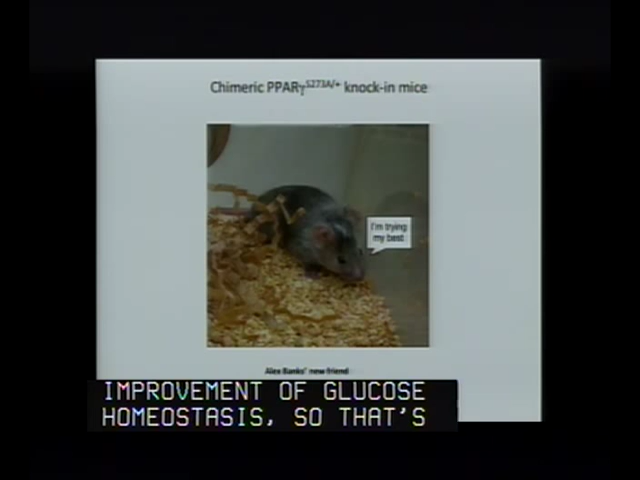 Chimeric PPARγS273A/+ knock-in mice
I'm trying
my best
Alex Banks' new friend
IMPROVEMENT OF GLUCOSE
HOMEOSTASIS, SO THAT'S